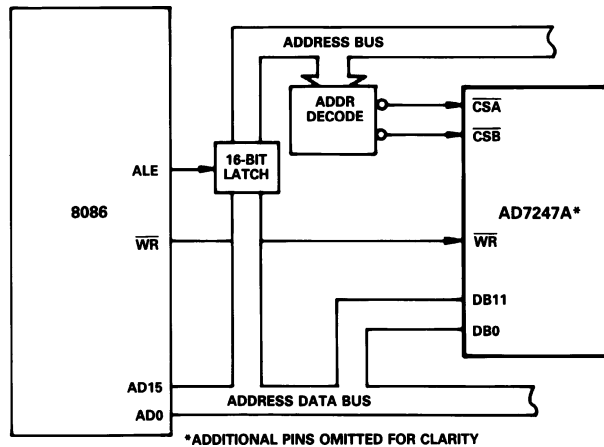 ADDRESS BUS
ADDR
DECODE
CSA
CSB
16-BIT
LATCH
ALE
8086
AD7247A*
WR
WR
DB11
DB0
AD15
ADDRESS DATA BUS
AD0
*ADDITIONAL PINS OMITTED FOR CLARITY